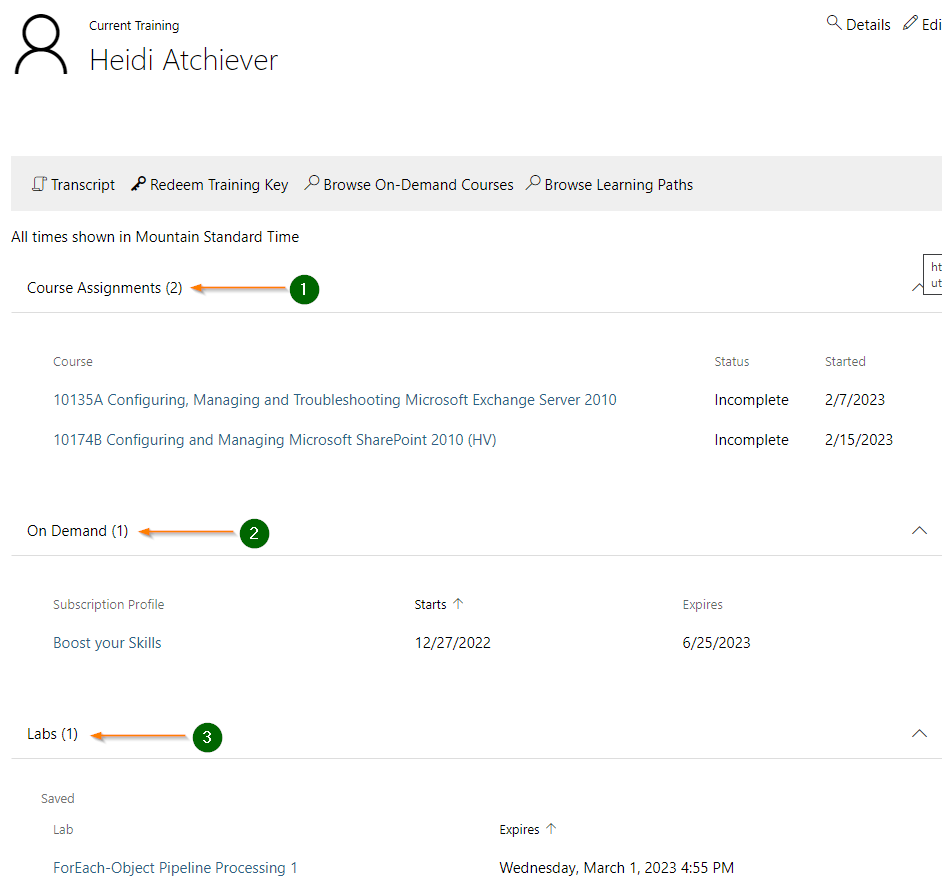 Current Training
Heidi Atchiever
Details Edi
Transcript Redeem Training Key Browse On-Demand Courses Browse Learning Paths
All times shown in Mountain Standard Time
ht
ut
Course Assignments (2) 1
Course Status Started
10135A Configuring, Managing and Troubleshooting Microsoft Exchange Server 2010 Incomplete 2/7/2023
10174B Configuring and Managing Microsoft SharePoint 2010 (HV) Incomplete 2/15/2023
On Demand (1) 2
Subscription Profile Starts ↑ Expires
Boost your Skills 12/27/2022 6/25/2023
Labs (1) 3
Saved
Lab Expires ↑
ForEach-Object Pipeline Processing 1 Wednesday, March 1, 2023 4:55 PM